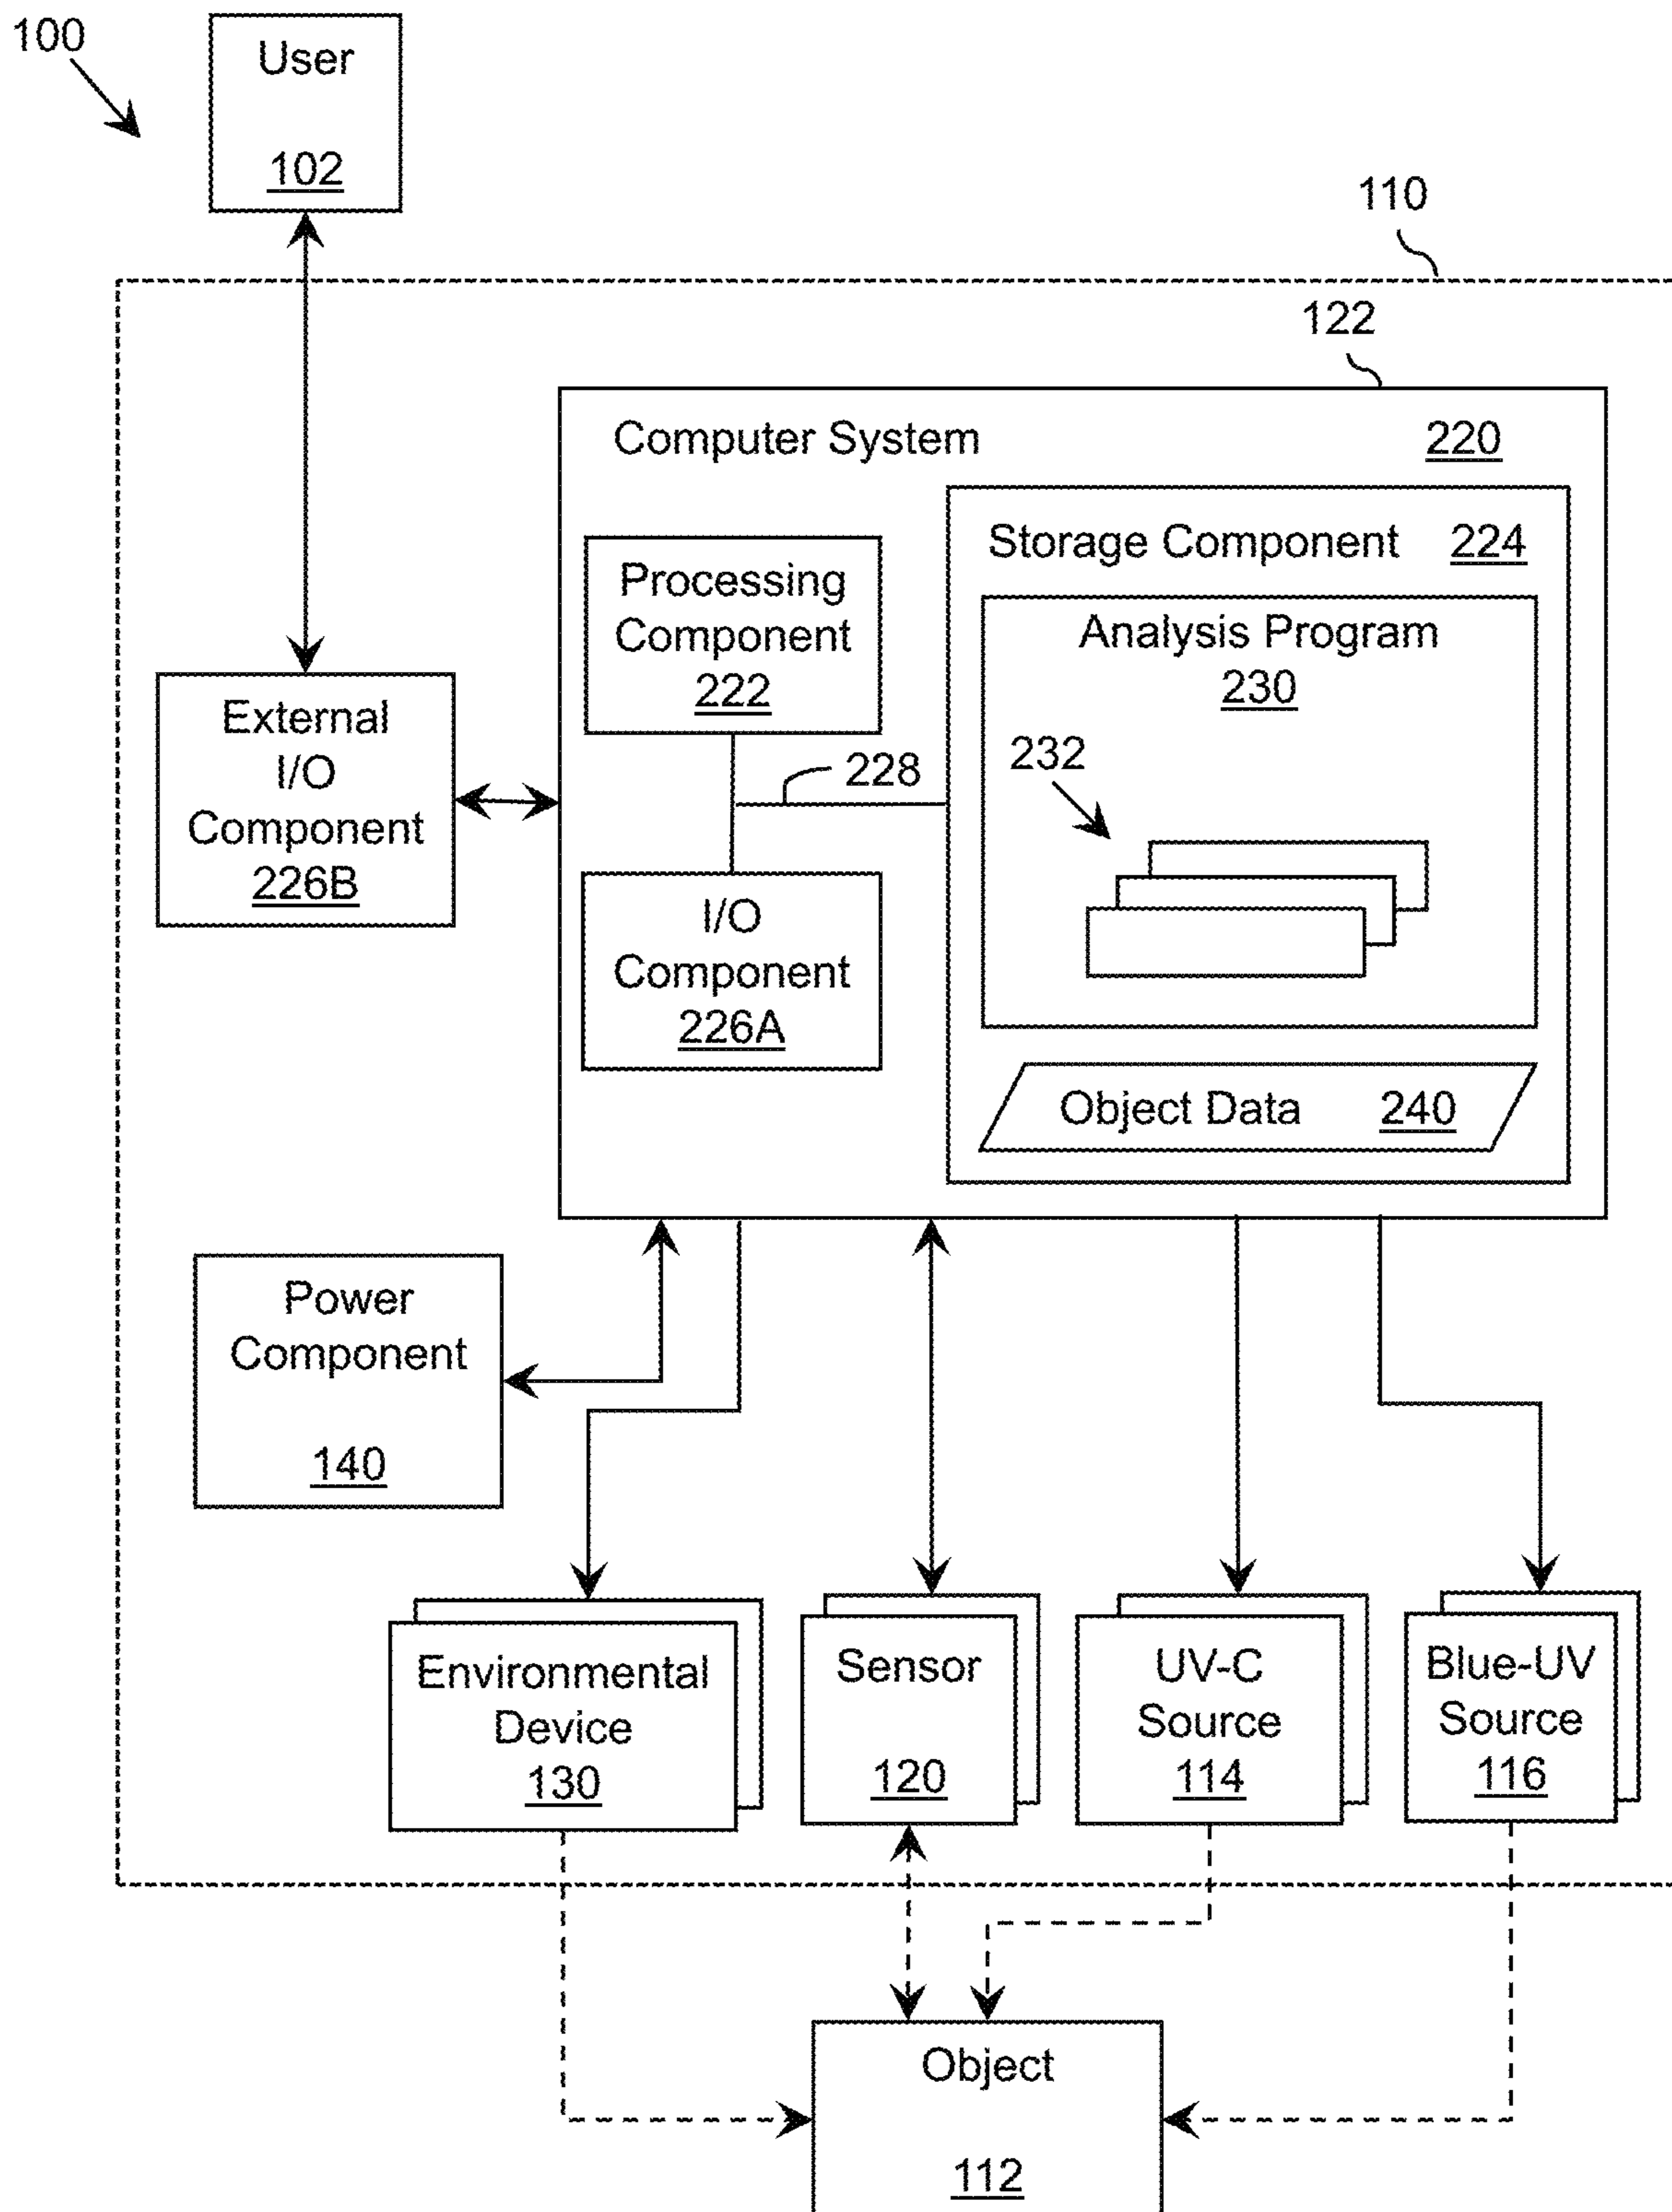 100
User
102
110
122
Computer System 220
Processing
Component
222
Storage Component 224
Analysis Program
230
External
I/O
Component
226B
228
232
I/O
Component
226A
Object Data 240
Power
Component
140
Environmental
Device
130
Sensor
120
UV-C
Source
114
Blue-UV
Source
116
Object
112